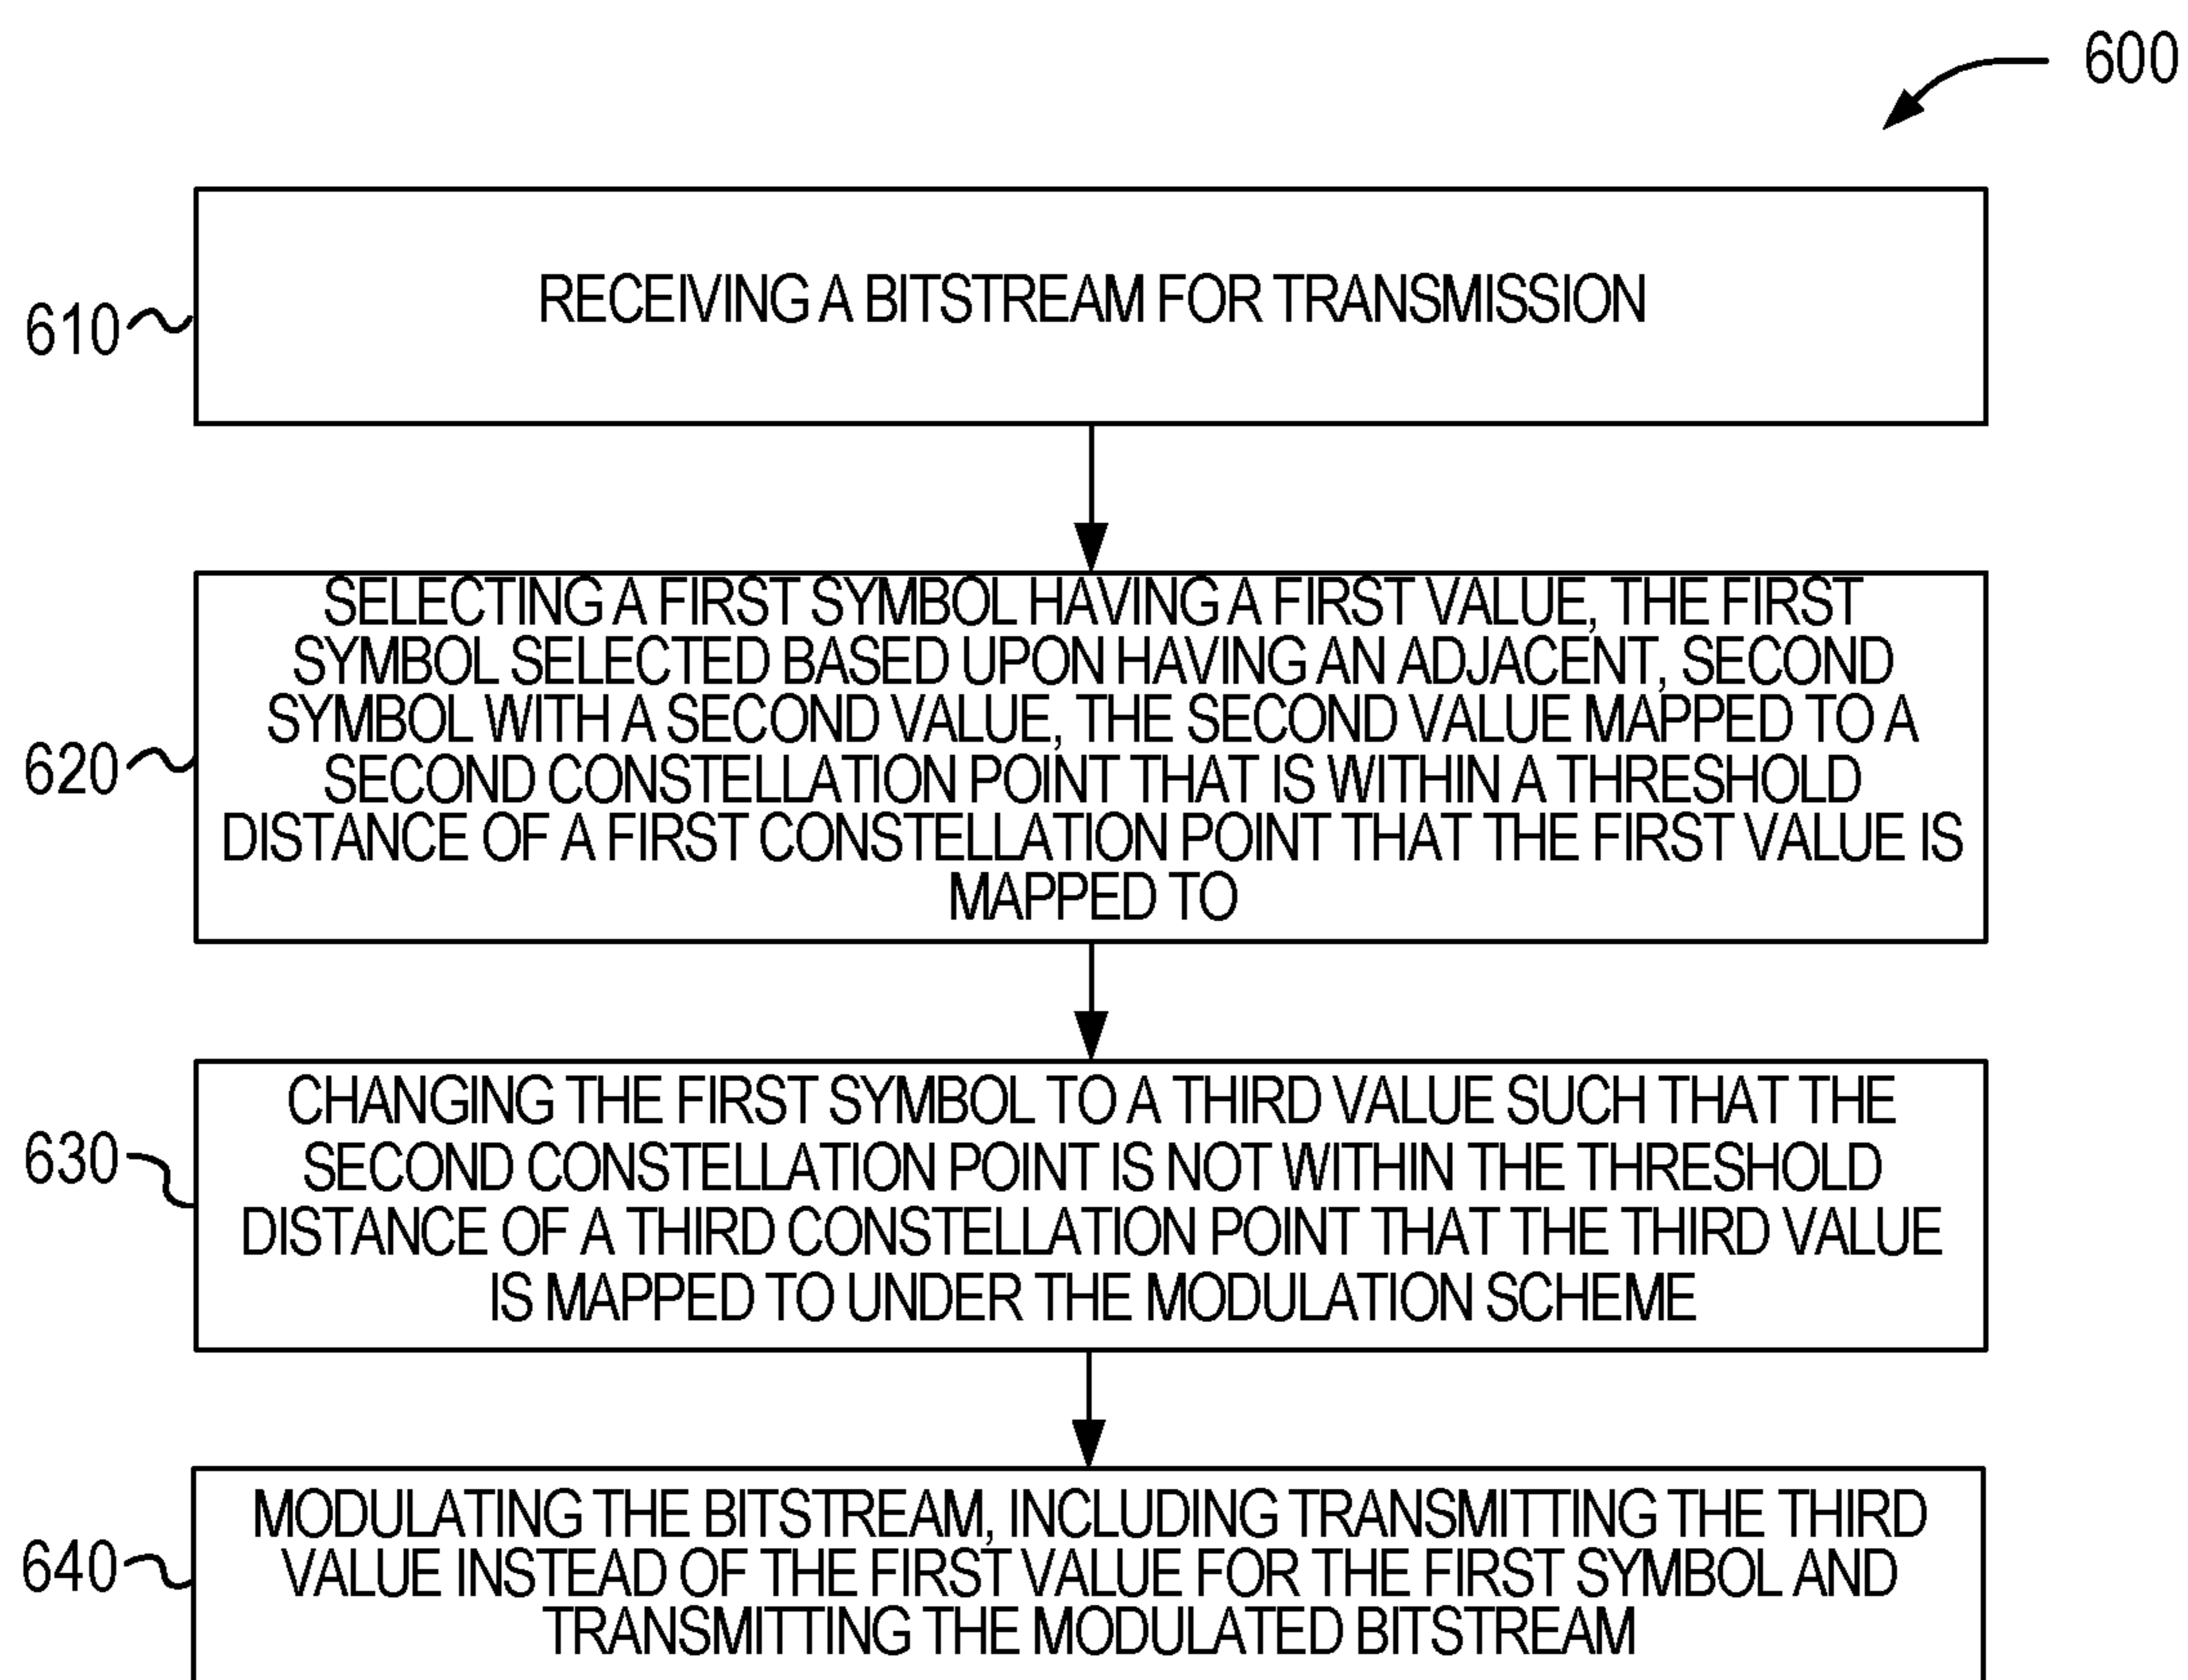 600
610
RECEIVING A BITSTREAM FOR TRANSMISSION
620
SELECTING A FIRST SYMBOL HAVING A FIRST VALUE, THE FIRST
SYMBOL SELECTED BASED UPON HAVING AN ADJACENT, SECOND
SYMBOL WITH A SECOND VALUE, THE SECOND VALUE MAPPED TO A
SECOND CONSTELLATION POINT THAT IS WITHIN A THRESHOLD
DISTANCE OF A FIRST CONSTELLATION POINT THAT THE FIRST VALUE IS
MAPPED TO
630
CHANGING THE FIRST SYMBOL TO A THIRD VALUE SUCH THAT THE
SECOND CONSTELLATION POINT IS NOT WITHIN THE THRESHOLD
DISTANCE OF A THIRD CONSTELLATION POINT THAT THE THIRD VALUE
IS MAPPED TO UNDER THE MODULATION SCHEME
640
MODULATING THE BITSTREAM, INCLUDING TRANSMITTING THE THIRD
VALUE INSTEAD OF THE FIRST VALUE FOR THE FIRST SYMBOL AND
TRANSMITTING THE MODULATED BITSTREAM